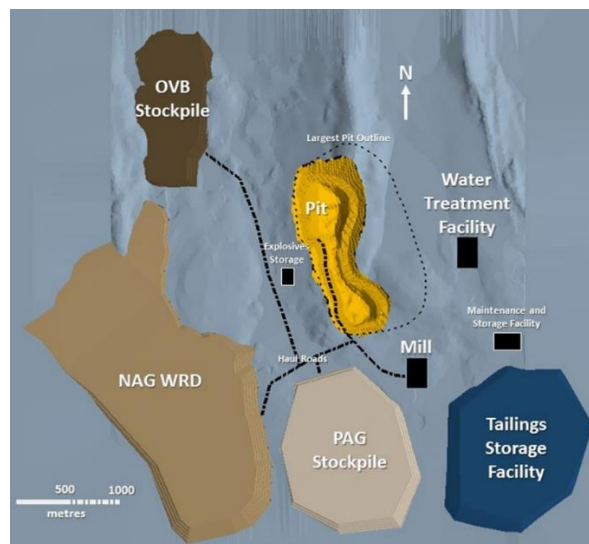 OVB
Stockpile
N
Largest Pit Outline
Pit
Water
Treatment
Facility
Explosive
Storage
Maintenance and
Storage Facility
Haul Roads
Mill
NAG WRD
PAG
Stockpile
Tailings
Storage
Facility
500 1000
metres